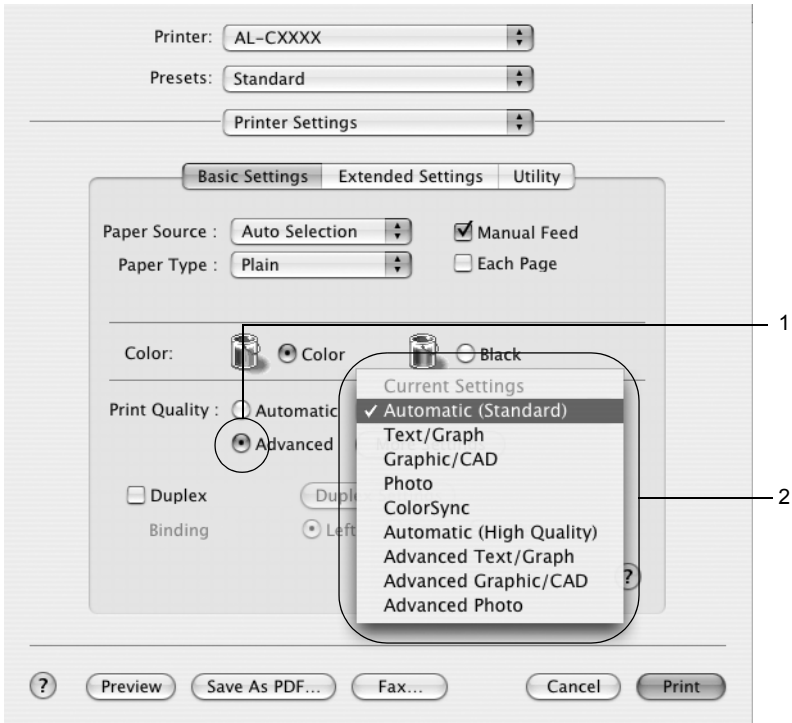 Printer: AL-CXXXX
Presets: Standard
Printer Settings
Basic Settings Extended Settings Utility
Paper Source : Auto Selection Manual Feed
Paper Type : Plain Each Page
1
Color: Color Black
Current Settings
Print Quality : Automatic ✓ Automatic (Standard)
Advanced Text/Graph
Graphic/CAD
Photo
Duplex ColorSync
2
Binding Left Automatic (High Quality)
Advanced Text/Graph
Advanced Graphic/CAD
?
Advanced Photo
? Preview Save As PDF... Fax... Cancel Print